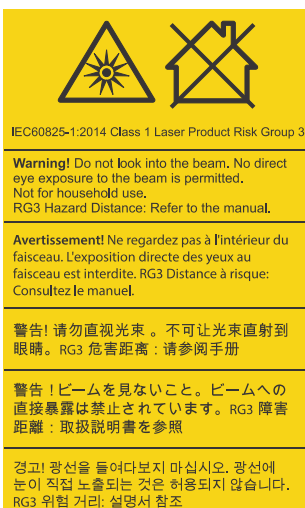 IEC60825-1:2014 Class 1 Laser Product Risk Group 3
Warning! Do not look into the beam. No direct
eye exposure to the beam is permitted.
Not for household use.
RG3 Hazard Distance: Refer to the manual.
Avertissement! Ne regardez pas à l'intérieur du
faisceau. L'exposition directe des yeux au
faisceau est interdite. RG3 Distance à risque:
Consultez le manuel.
警告! 请勿直视光束 。不可让光束直射到
眼睛。RG3 危害距离 : 请参阅手册
警告 ! ビームを見ないこと。ビームへの
直接暴露は禁止されています。RG3 障害
距離 : 取扱説明書を参照
경고! 광선을 들여다보지 마십시오. 광선에
눈이 직접 노출되는 것은 허용되지 않습니다.
RG3 위험 거리: 설명서 참조